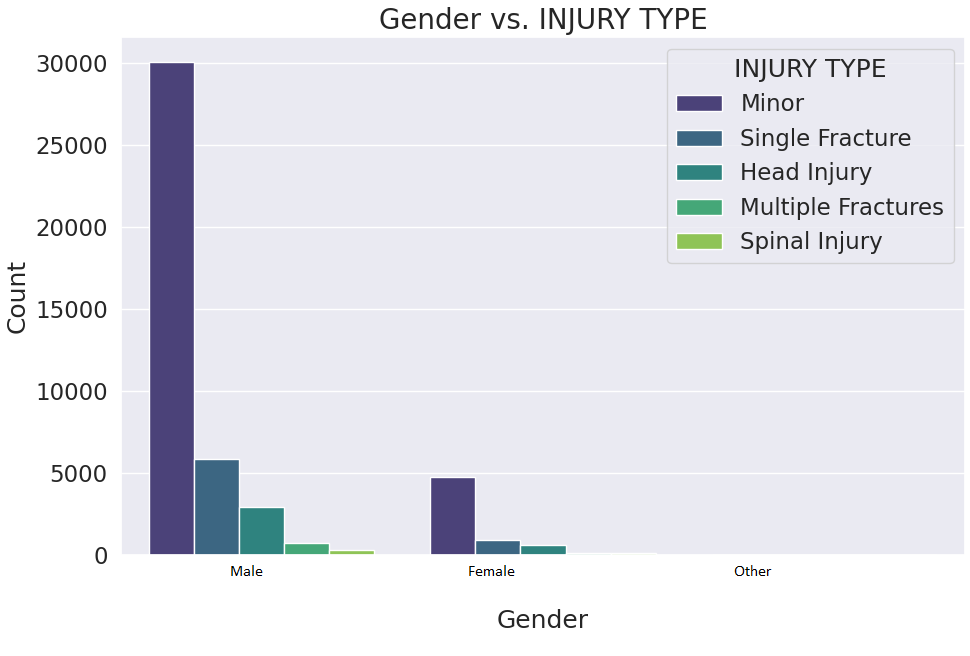 Gender vs. INJURY TYPE
INJURY TYPE
Minor
Single Fracture
Head Injury
Multiple Fractures
Spinal Injury
Count
30000
25000
20000
15000
10000
5000
0
Male Female Other
Gender